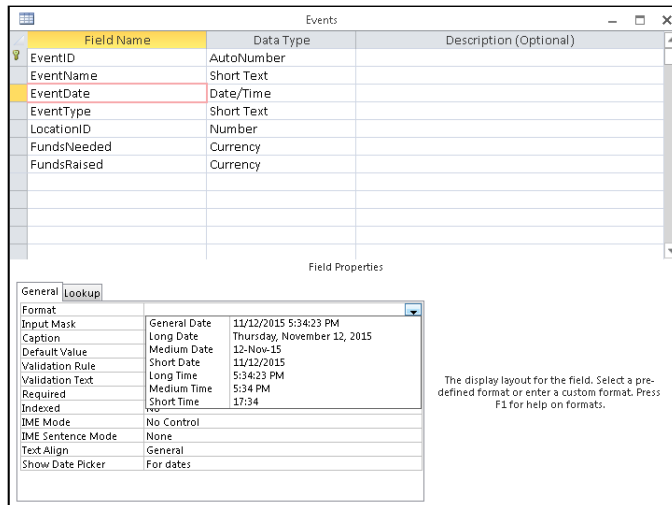 Events
Field Name Data Type Description (Optional)
EventID AutoNumber
EventName Short Text
EventDate Date/Time
EventType Short Text
LocationID Number
FundsNeeded Currency
FundsRaised Currency
Field Properties
General Lookup
Format
Input Mask General Date 11/12/2015 5:34:23 PM
Caption Long Date Thursday, November 12, 2015
Default Value Medium Date 12-Nov-15
Validation Rule Short Date 11/12/2015
Validation Text Long Time 5:34:23 PM
Required Medium Time 5:34 PM
Indexed Short Time 17:34
IME Mode No Control
IME Sentence Mode None
Text Align General
Show Date Picker For dates
The display layout for the field. Select a pre-
defined format or enter a custom format. Press
F1 for help on formats.